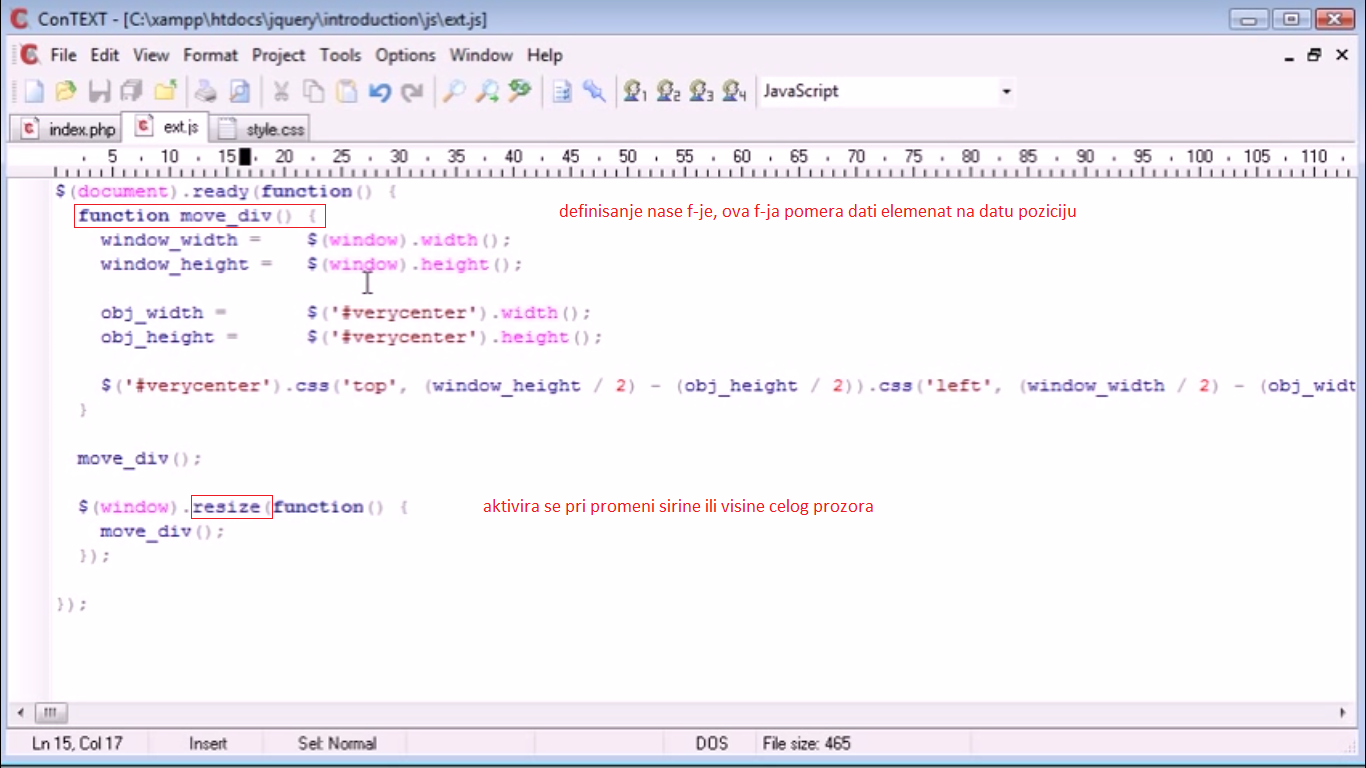 ConTEXT - [C:\xampp\htdocs\jquery\introduction\js\ext.js]
File Edit View Format Project Tools Options Window Help
1 2 3 4 JavaScript
index.php ext.js style.css
5 10 15 20 25 30 35 40 45 50 55 60 65 70 75 80 85 90 95 100 105 110
$(document).ready(function() {
function move_div() { definisanje nase f-je, ova f-ja pomera dati elemenat na datu poziciju
window_width = $(window).width();
window_height = $(window).height();
obj_width = $('#verycenter').width();
obj_height = $('#verycenter').height();
$('#verycenter').css('top', (window_height / 2) - (obj_height / 2)).css('left', (window_width / 2) - (obj_widt
}
move_div();
$(window).resize(function() { aktivira se pri promeni sirine ili visine celog prozora
move_div();
});
});
Ln 15, Col 17 Insert Sel: Normal DOS File size: 465